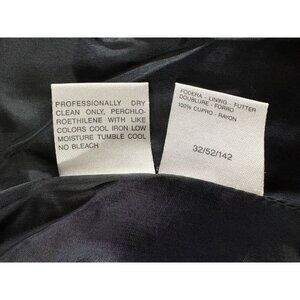 PROFESSIONALLY DRY
CLEAN ONLY, PERCHLO-
ROETHILENE WITH LIKE
COLORS COOL IRON LOW
MOISTURE TUMBLE COOL
NO BLEACH
FODERA - LINING - FUTTER
DOUBLURE - FORRO
100% CUPRO - RAYON
32/52/142